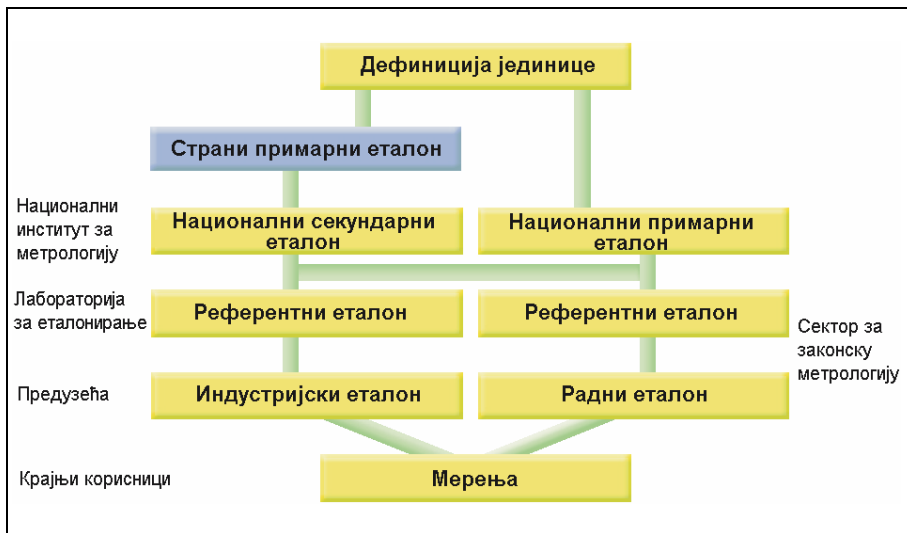 Дефиниција јединице
Страни примарни еталон
Национални
институт за
метрологију
Национални секундарни
еталон
Национални примарни
еталон
Лабораторија
за еталонирање
Референтни еталон
Референтни еталон
Сектор за
законску
метрологију
Предузећа
Индустријски еталон
Радни еталон
Крајњи корисници
Мерења